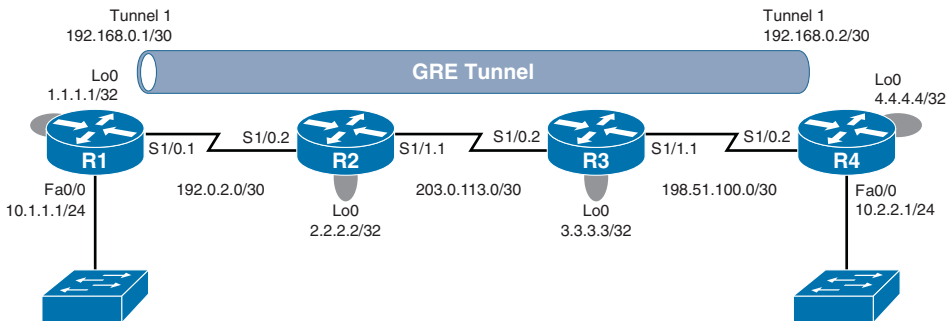 Tunnel 1
192.168.0.1/30
Tunnel 1
192.168.0.2/30
GRE Tunnel
Lo0
1.1.1.1/32
Lo0
4.4.4.4/32
R1
S1/0.1
S1/0.2
R2
S1/1.1
S1/0.2
R3
S1/1.1
S1/0.2
R4
192.0.2.0/30
203.0.113.0/30
198.51.100.0/30
Fa0/0
10.1.1.1/24
Lo0
2.2.2.2/32
Lo0
3.3.3.3/32
Fa0/0
10.2.2.1/24